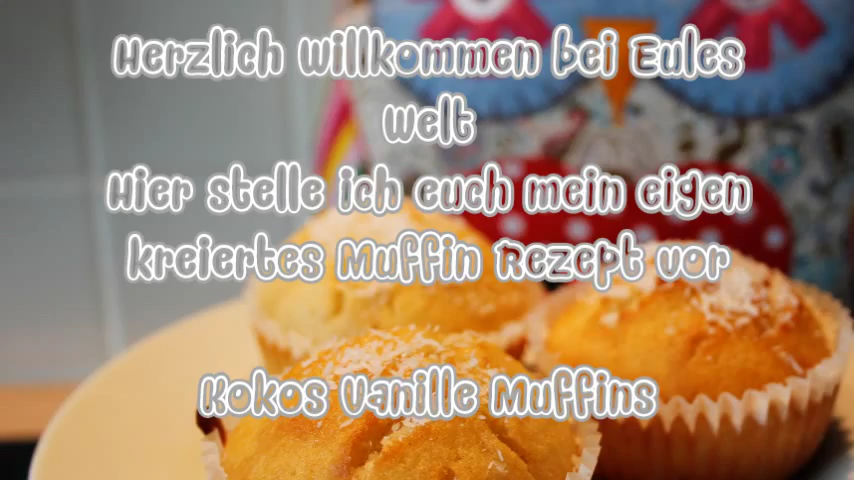 Herzlich Willkommen bei Eules
welt
Hier stelle ich euch mein eigen
kreiertes Muffin Rezept vor
Kokos Vanille Muffins